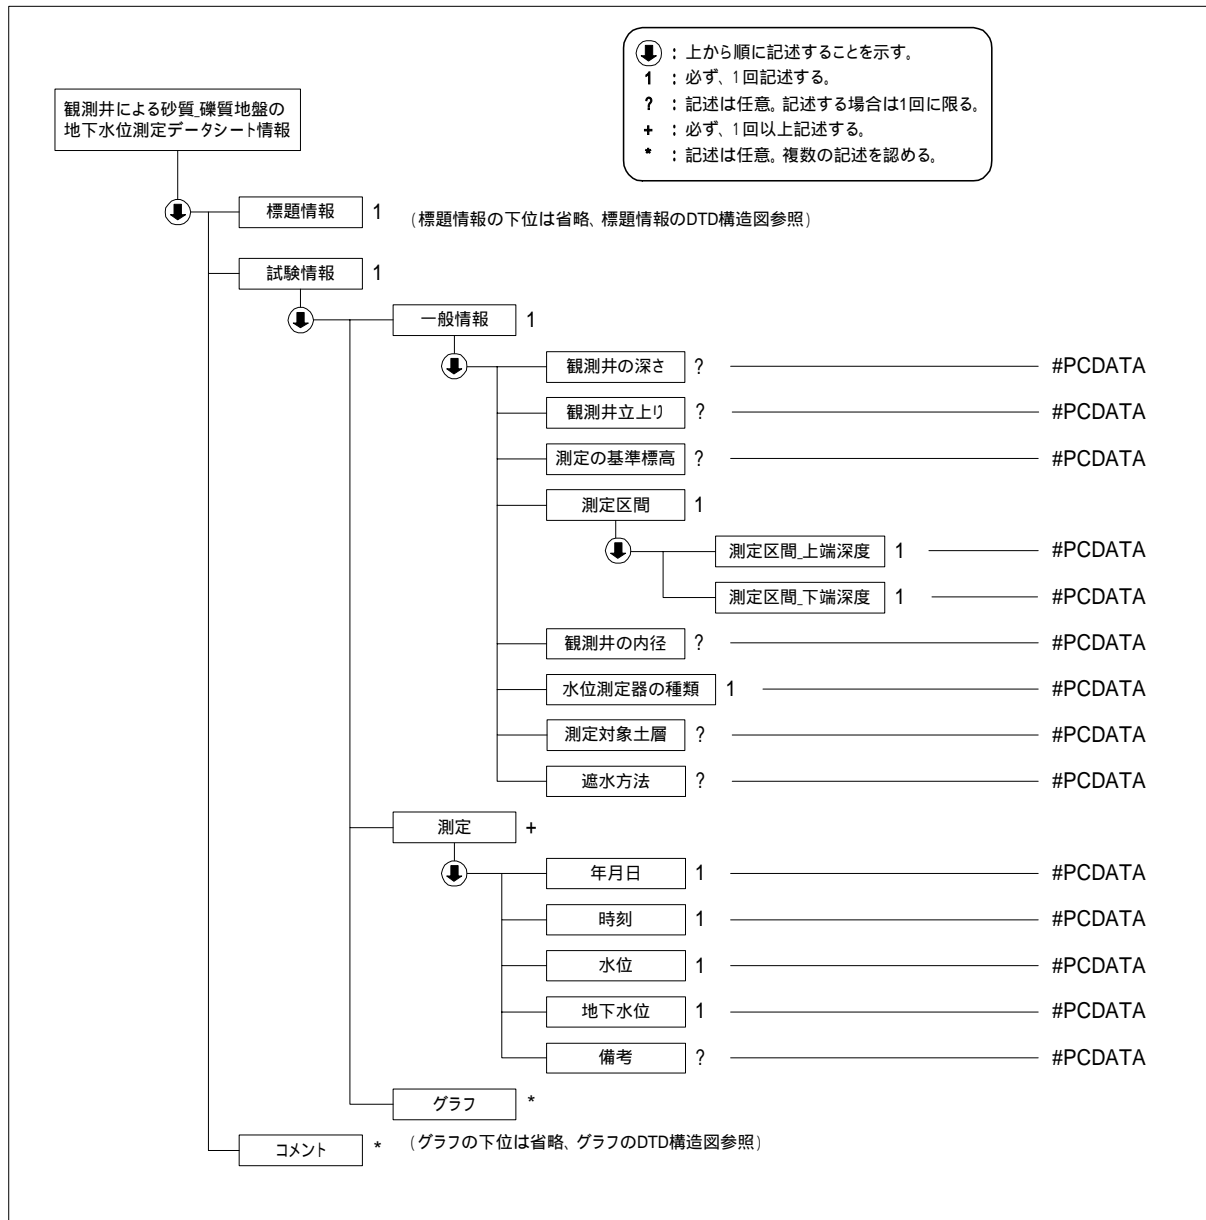 ：上から順に記述することを示す。
1 ：必ず、1回記述する。
? ：記述は任意。記述する場合は1回に限る。
+ ：必ず、1回以上記述する。
* ：記述は任意。複数の記述を認める。
観測井による砂質_礫質地盤の
地下水位測定データシート情報
標題情報 1 (標題情報の下位は省略、標題情報のDTD構造図参照)
試験情報 1
一般情報 1
観測井の深さ ? #PCDATA
観測井立上り ? #PCDATA
測定の基準標高 ? #PCDATA
測定区間 1
測定区間_上端深度 1 #PCDATA
測定区間_下端深度 1 #PCDATA
観測井の内径 ? #PCDATA
水位測定器の種類 1 #PCDATA
測定対象土層 ? #PCDATA
遮水方法 ? #PCDATA
測定 +
年月日 1 #PCDATA
時刻 1 #PCDATA
水位 1 #PCDATA
地下水位 1 #PCDATA
備考 ? #PCDATA
グラフ *
コメント * (グラフの下位は省略、グラフのDTD構造図参照)